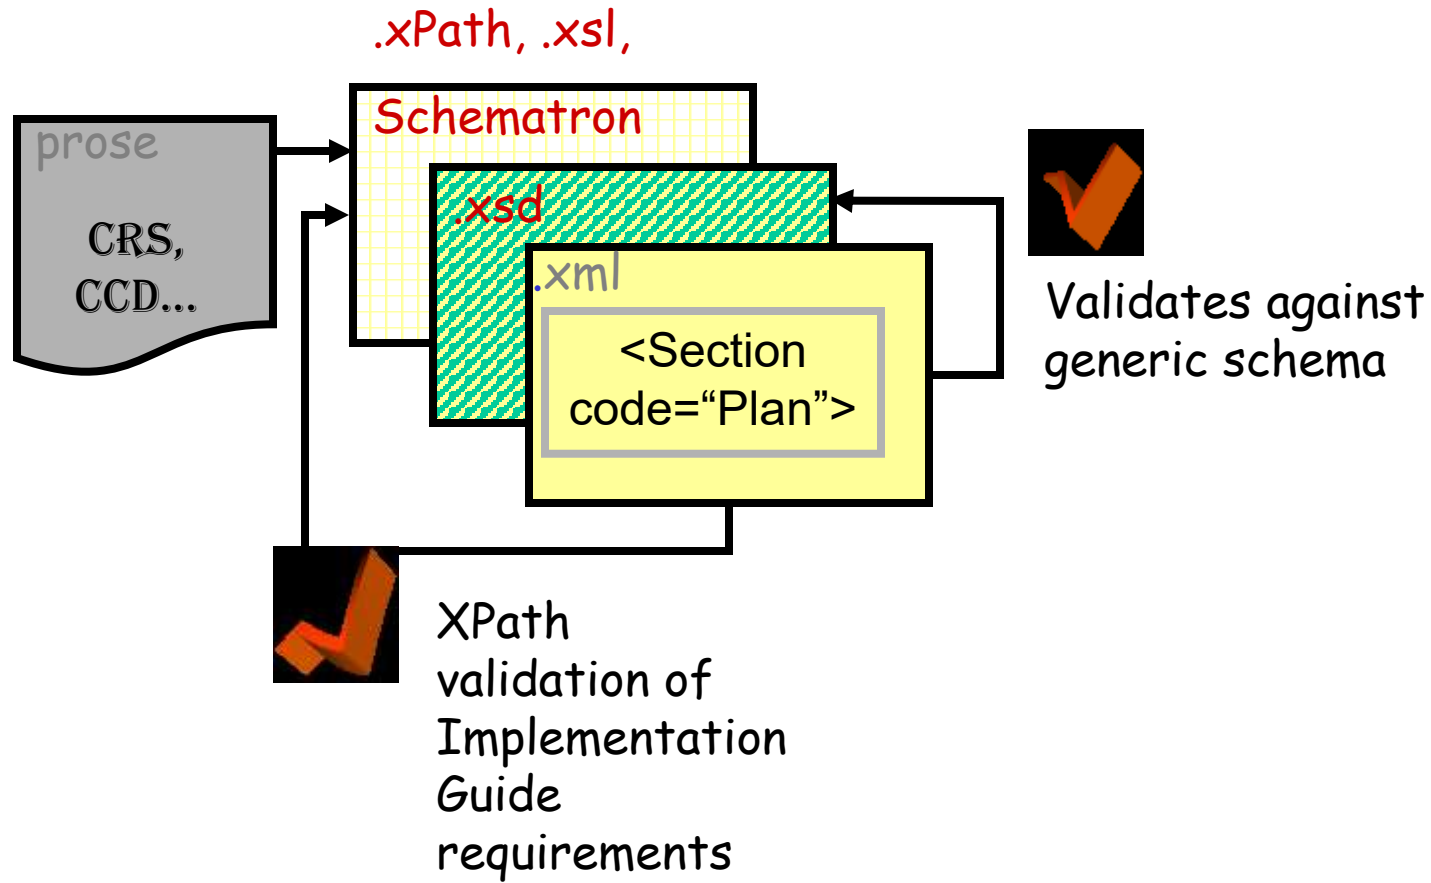 .xPath, .xsl,
Schematron
prose
CRS,
CCD...
.xsd
.xml
<Section
code=“Plan”>
Validates against
generic schema
XPath
validation of
Implementation
Guide
requirements